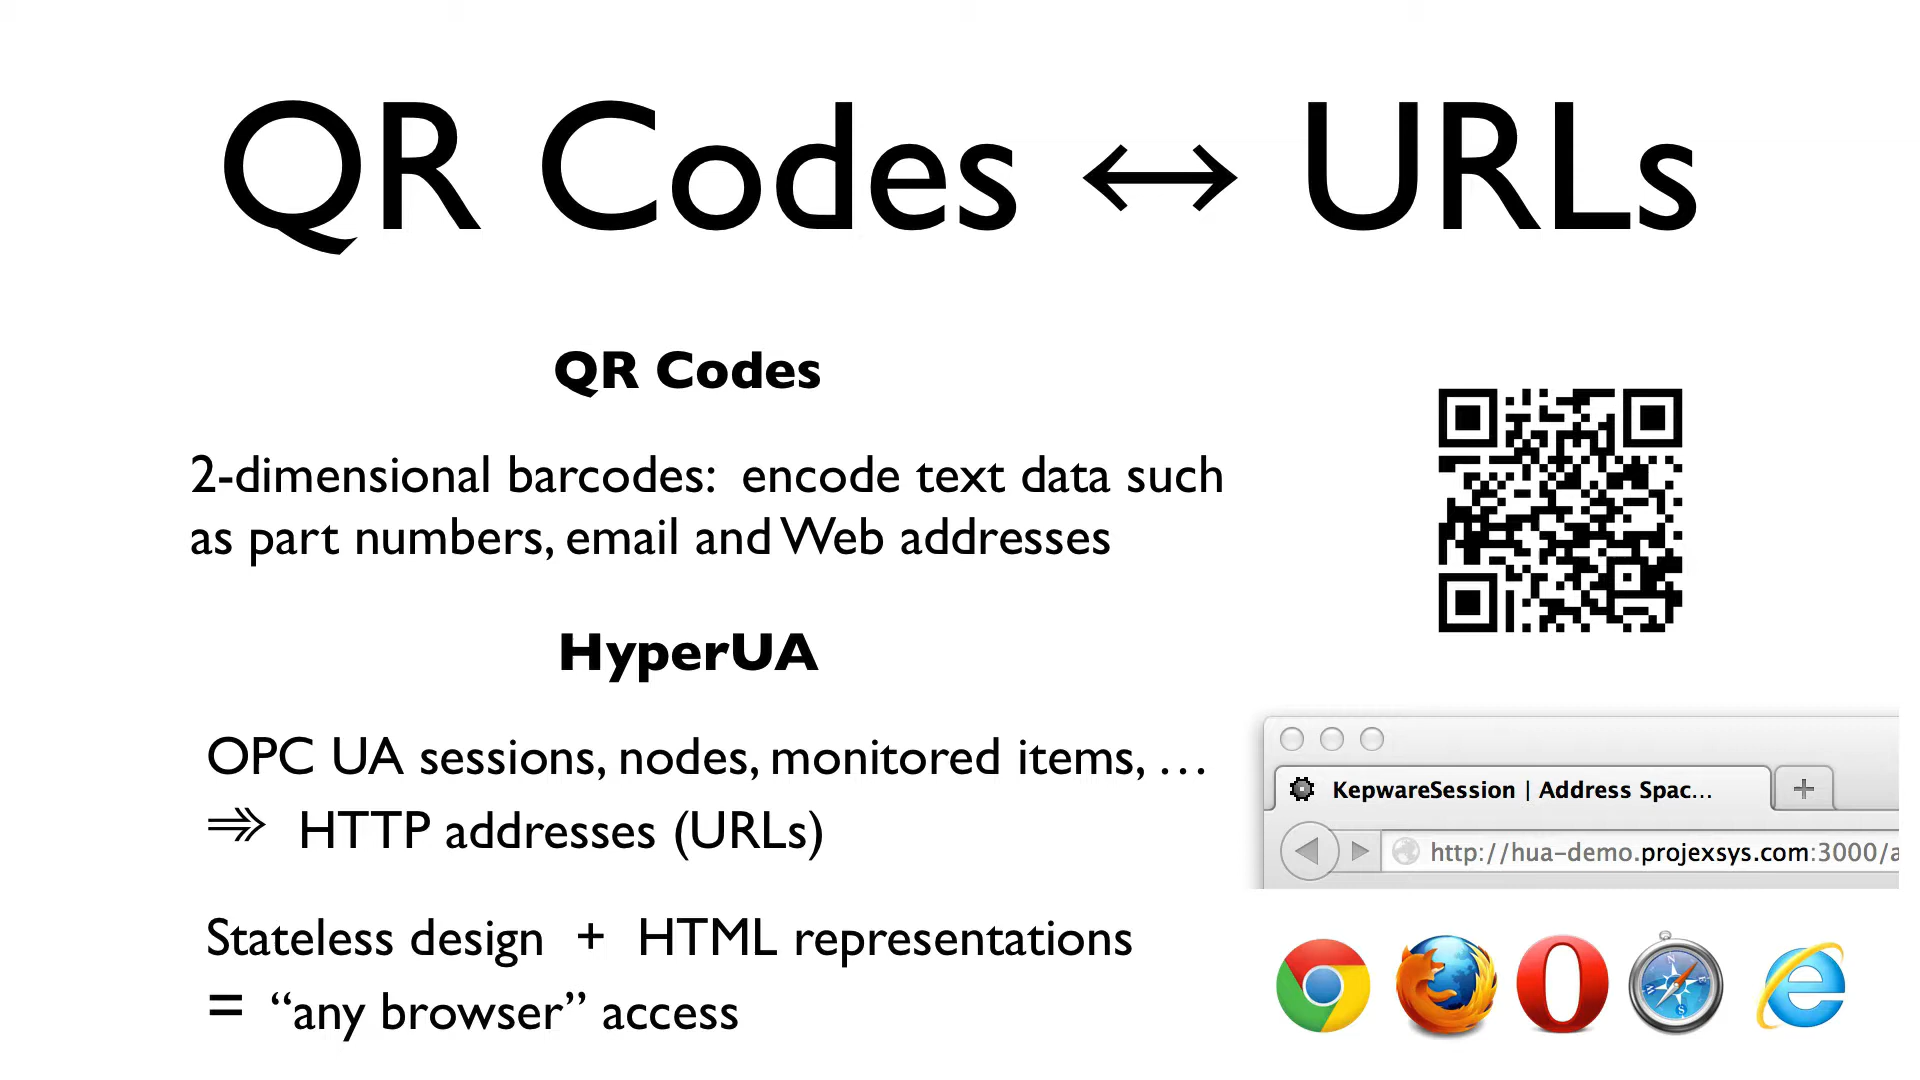 QR Codes ↔ URLs
QR Codes
2-dimensional barcodes:  encode text data such
as part numbers, email and Web addresses
HyperUA
OPC UA sessions, nodes, monitored items, …
⇒ HTTP addresses (URLs)
KepwareSession | Address Spac...
http://hua-demo.projexsys.com:3000/a
Stateless design + HTML representations
= “any browser” access